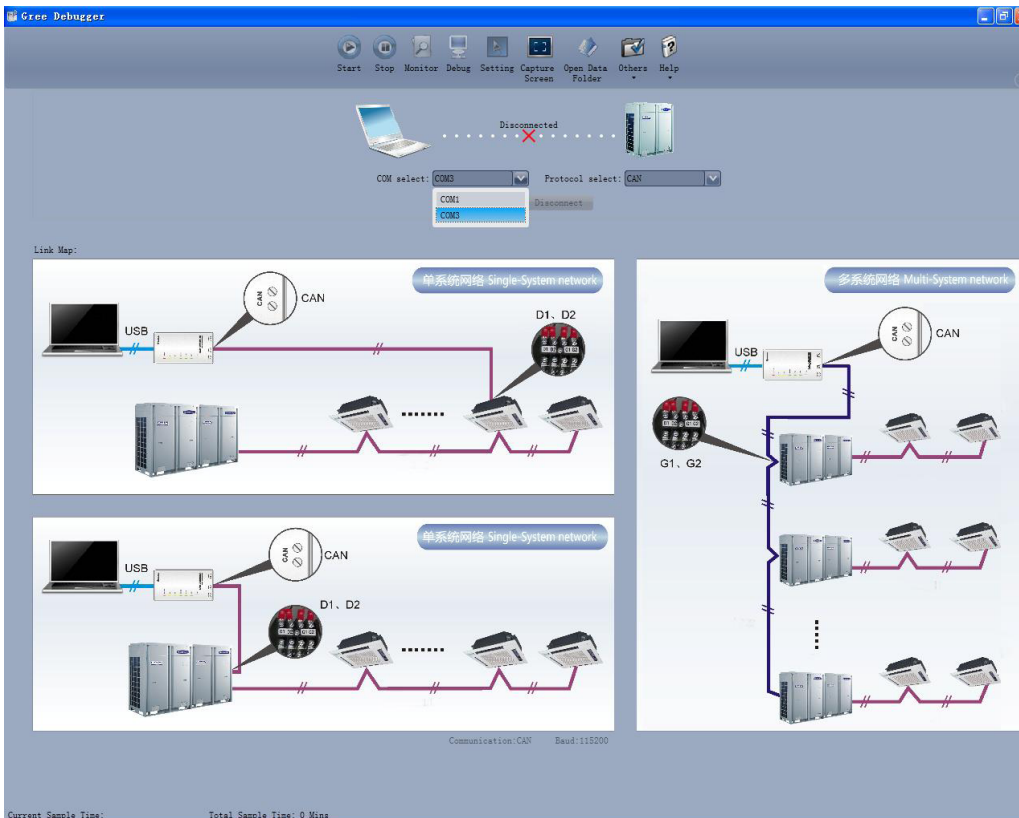 Gree Debugger
Start Stop Monitor Debug Setting Capture Screen Open Data Folder Others Help
Disconnected
COM select: COM3 Protocol select: CAN
COM1
COM3
Disconnect
Link Map:
单系统网络 Single-System network
CAN
CAN
USB
D1、D2
单系统网络 Single-System network
CAN
CAN
USB
D1、D2
多系统网络 Multi-System network
CAN
CAN
USB
G1、G2
Communication:CAN Baud:115200
Current Sample Time: Total Sample Time: 0 Mins